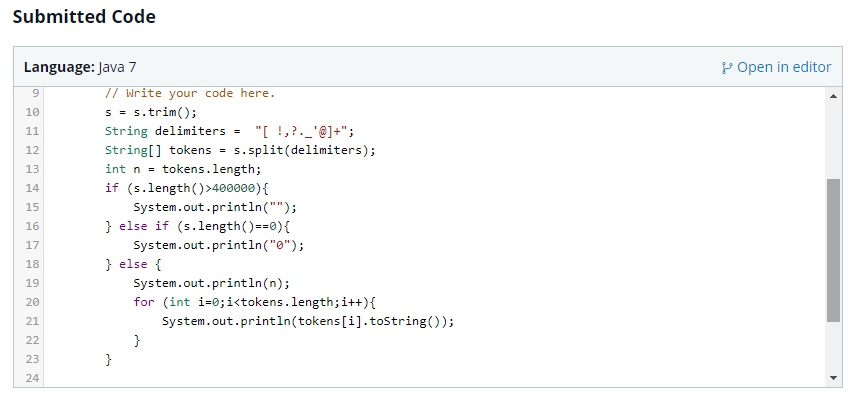 Submitted Code
Language: Java 7
Open in editor
9 // Write your code here.
10 s = s.trim();
11 String delimiters =  "[ !,?._'@]+";
12 String[] tokens = s.split(delimiters);
13 int n = tokens.length;
14 if (s.length()>400000){
15 System.out.println("");
16 } else if (s.length()==0){
17 System.out.println("0");
18 } else {
19 System.out.println(n);
20 for (int i=0;i<tokens.length;i++){
21 System.out.println(tokens[i].toString());
22 }
23 }
24